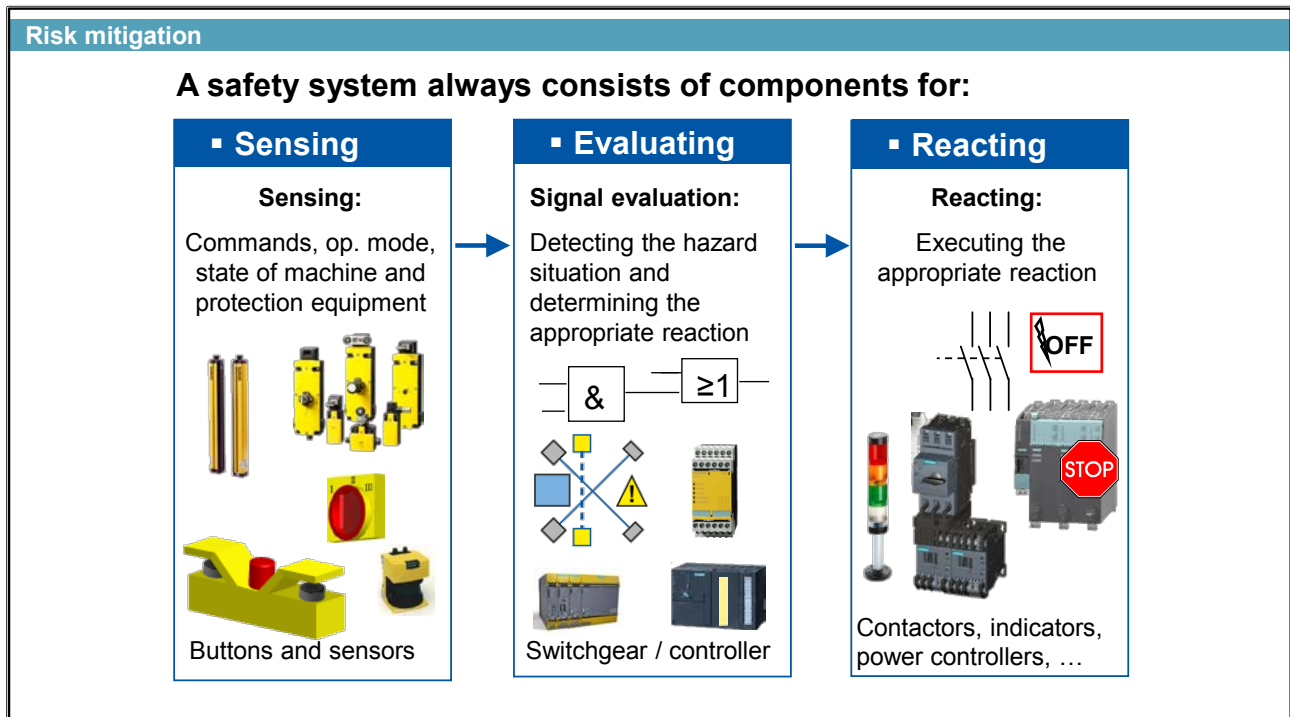 Risk mitigation
A safety system always consists of components for:
▪ Sensing
Sensing:
Commands, op. mode,
state of machine and
protection equipment
I II III
Buttons and sensors
▪ Evaluating
Signal evaluation:
Detecting the hazard
situation and
determining the
appropriate reaction
&
≥1
!
Switchgear / controller
▪ Reacting
Reacting:
Executing the
appropriate reaction
OFF
STOP
Contactors, indicators,
power controllers, …